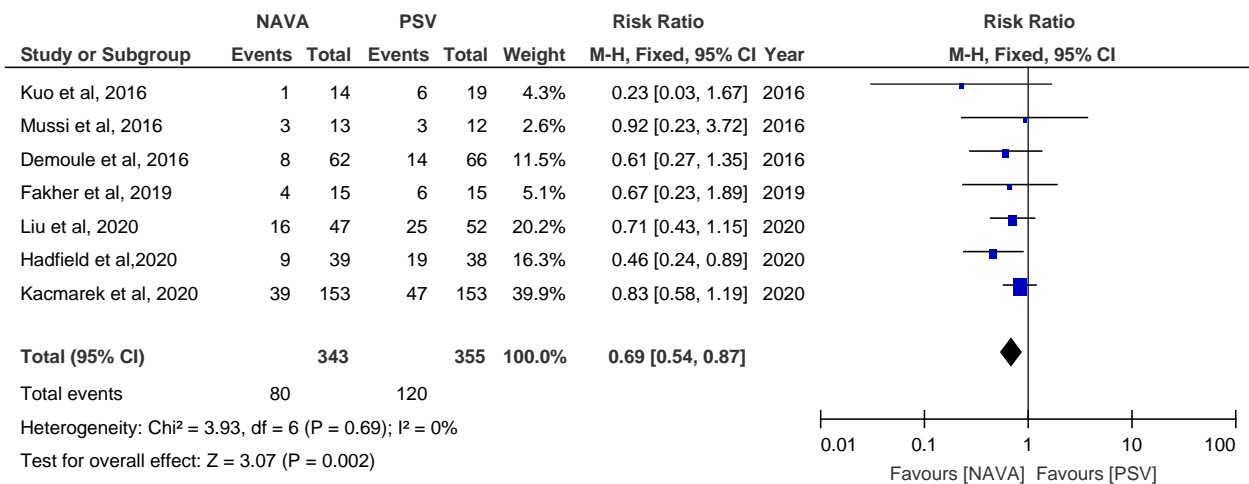 NAVA PSV Risk Ratio Risk Ratio
Study or Subgroup Events Total Events Total Weight M-H, Fixed, 95% CI Year M-H, Fixed, 95% CI
Kuo et al, 2016 1 14 6 19 4.3% 0.23 [0.03, 1.67] 2016
Mussi et al, 2016 3 13 3 12 2.6% 0.92 [0.23, 3.72] 2016
Demoule et al, 2016 8 62 14 66 11.5% 0.61 [0.27, 1.35] 2016
Fakher et al, 2019 4 15 6 15 5.1% 0.67 [0.23, 1.89] 2019
Liu et al, 2020 16 47 25 52 20.2% 0.71 [0.43, 1.15] 2020
Hadfield et al,2020 9 39 19 38 16.3% 0.46 [0.24, 0.89] 2020
Kacmarek et al, 2020 39 153 47 153 39.9% 0.83 [0.58, 1.19] 2020
Total (95% CI) 343 355 100.0% 0.69 [0.54, 0.87]
Total events 80 120
Heterogeneity: Chi² = 3.93, df = 6 (P = 0.69); I² = 0%
Test for overall effect: Z = 3.07 (P = 0.002)
0.01 0.1 1 10 100
Favours [NAVA] Favours [PSV]